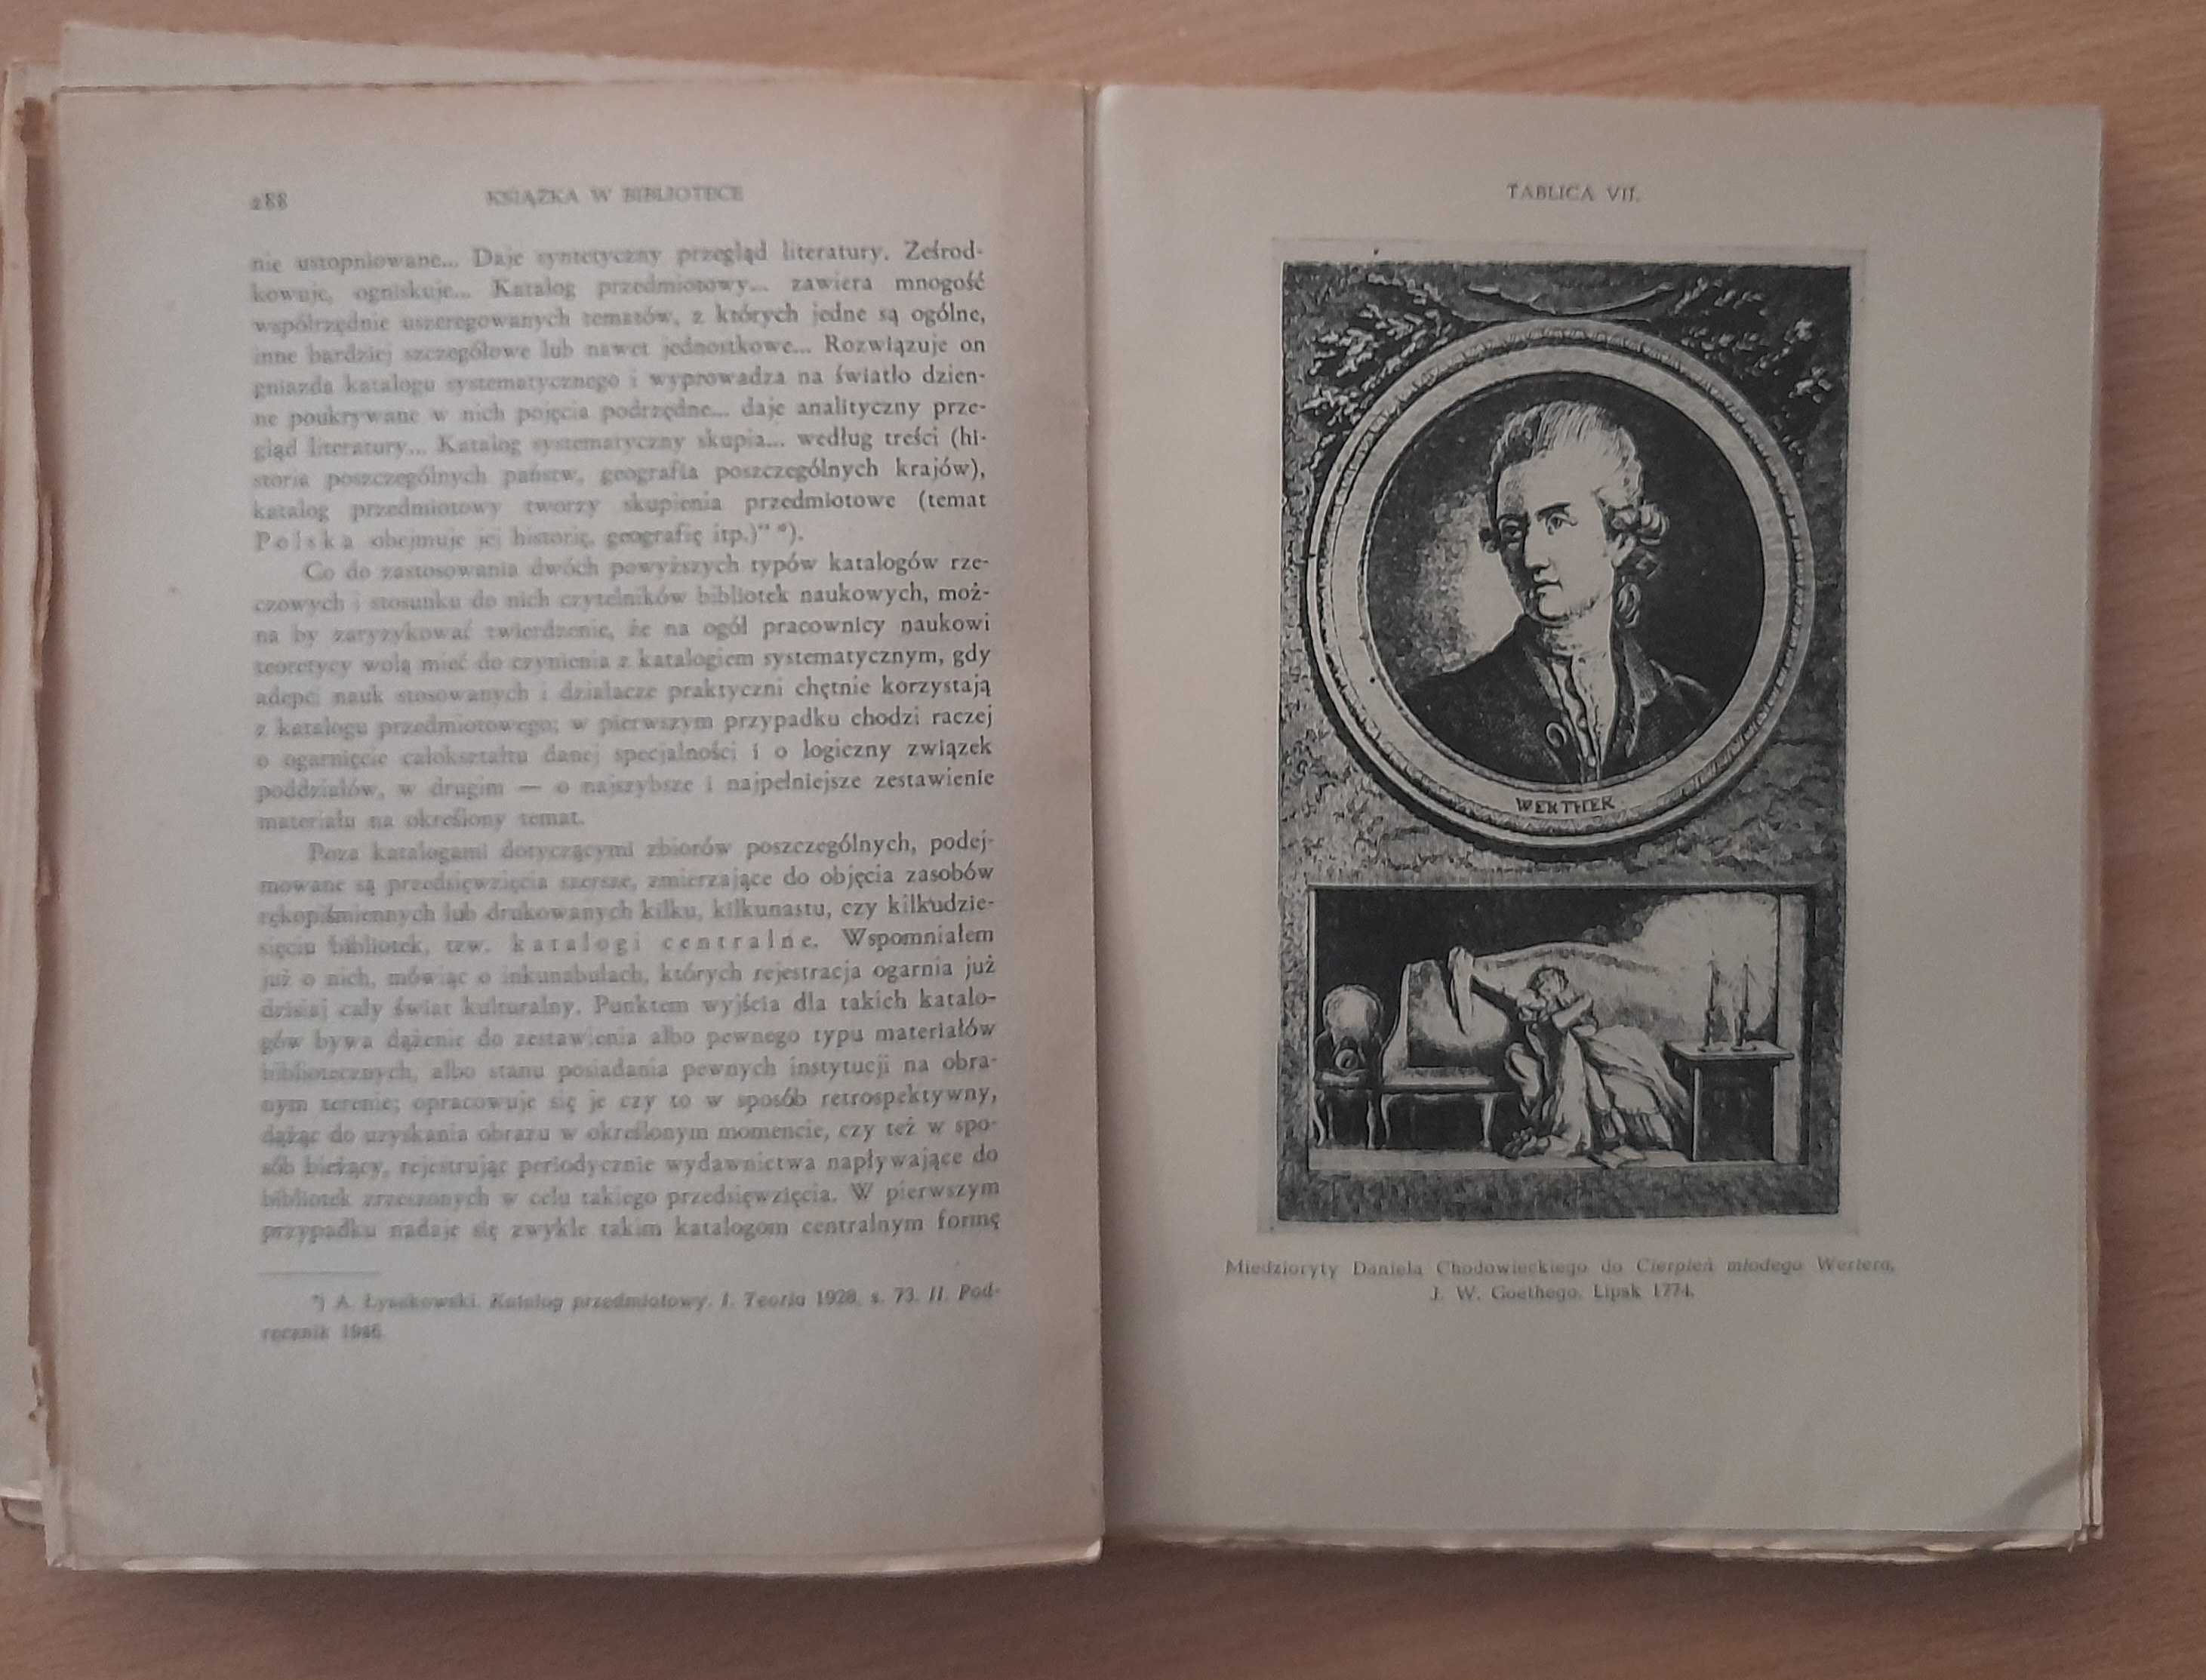 288 KSIĄŻKA W BIBLIOTECE
nie ustopniowane... Daje syntetyczny przegląd literatury. Ześrod-
kowuje, ogniskuje... Katalog przedmiotowy... zawiera mnogość
współrzędnie uszeregowanych tematów, z których jedne są ogólne,
inne bardziej szczegółowe lub nawet jednostkowe... Rozwiązuje on
gniazda katalogu systematycznego i wyprowadza na światło dzien-
ne poukrywane w nich pojęcia podrzędne... daje analityczny prze-
gląd literatury... Katalog systematyczny skupia... według treści (hi-
storia poszczególnych państw, geografia poszczególnych krajów),
katalog przedmiotowy tworzy skupienia przedmiotowe (temat
Polska obejmuje jej historię, geografię itp.)" *).
Co do zastosowania dwóch powyższych typów katalogów rze-
czowych i stosunku do nich czytelników bibliotek naukowych, moż-
na by zaryzykować twierdzenie, że na ogół pracownicy naukowi
teoretycy wolą mieć do czynienia z katalogiem systematycznym, gdy
adepci nauk stosowanych i działacze praktyczni chętnie korzystają
z katalogu przedmiotowego; w pierwszym przypadku chodzi raczej
o ogarnięcie całokształtu danej specjalności i o logiczny związek
poddziałów, w drugim — o najszybsze i najpełniejsze zestawienie
materiału na określony temat.
Poza katalogami dotyczącymi zbiorów poszczególnych, podej-
mowane są przedsięwzięcia szersze, zmierzające do objęcia zasobów
rękopiśmiennych lub drukowanych kilku, kilkunastu, czy kilkudzie-
sięciu bibliotek, tzw. katalogi centralne. Wspomniałem
już o nich, mówiąc o inkunabułach, których rejestracja ogarnia już
dzisiaj cały świat kulturalny. Punktem wyjścia dla takich katalo-
gów bywa dążenie do zestawienia albo pewnego typu materiałów
bibliotecznych, albo stanu posiadania pewnych instytucji na obra-
nym terenie; opracowuje się je czy to w sposób retrospektywny,
dążąc do uzyskania obrazu w określonym momencie, czy też w spo-
sób bieżący, rejestrując periodycznie wydawnictwa napływające do
bibliotek zrzeszonych w celu takiego przedsięwzięcia. W pierwszym
przypadku nadaje się zwykle takim katalogom centralnym formę
*) A. Łysakowski. Katalog przedmiotowy. I. Teoria 1928, s. 73. II. Pod-
ręcznik 1946.
TABLICA VII.
WERTHER
Miedzioryty Daniela Chodowieckiego do Cierpień młodego Wertera,
J. W. Goethego. Lipsk 1774.